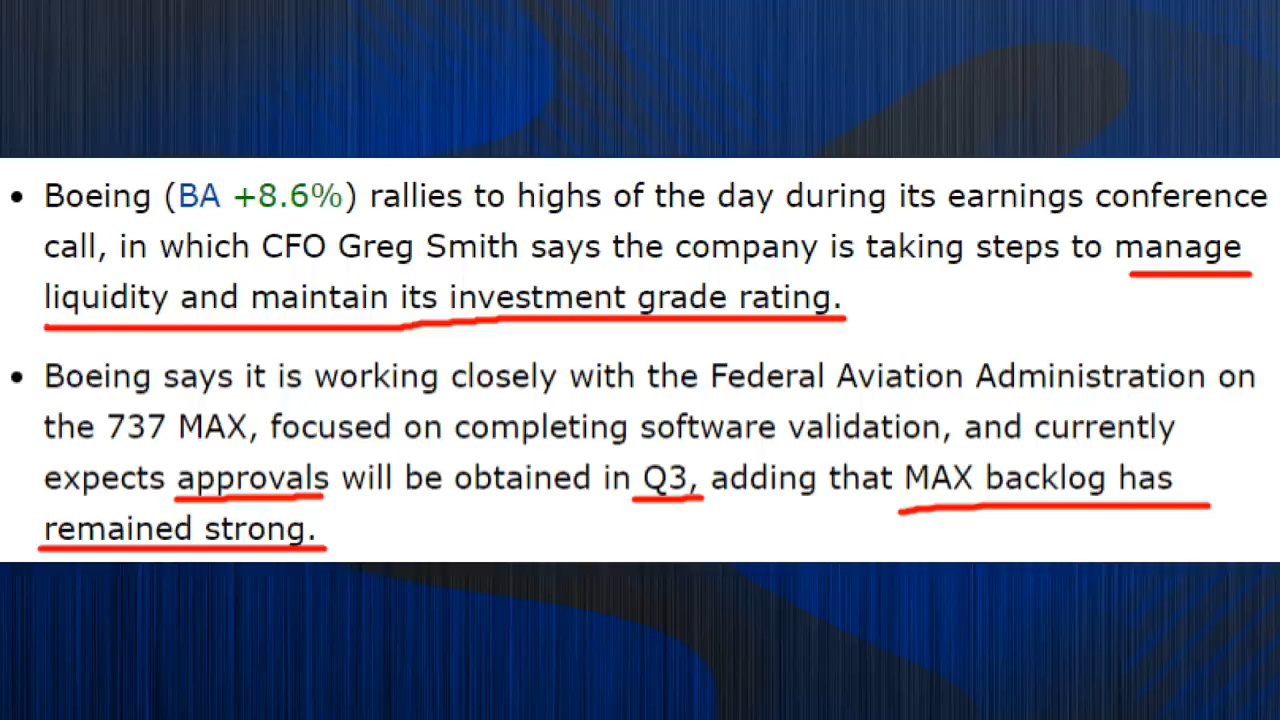 • Boeing (BA +8.6%) rallies to highs of the day during its earnings conference
call, in which CFO Greg Smith says the company is taking steps to manage
liquidity and maintain its investment grade rating.
• Boeing says it is working closely with the Federal Aviation Administration on
the 737 MAX, focused on completing software validation, and currently
expects approvals will be obtained in Q3, adding that MAX backlog has
remained strong.